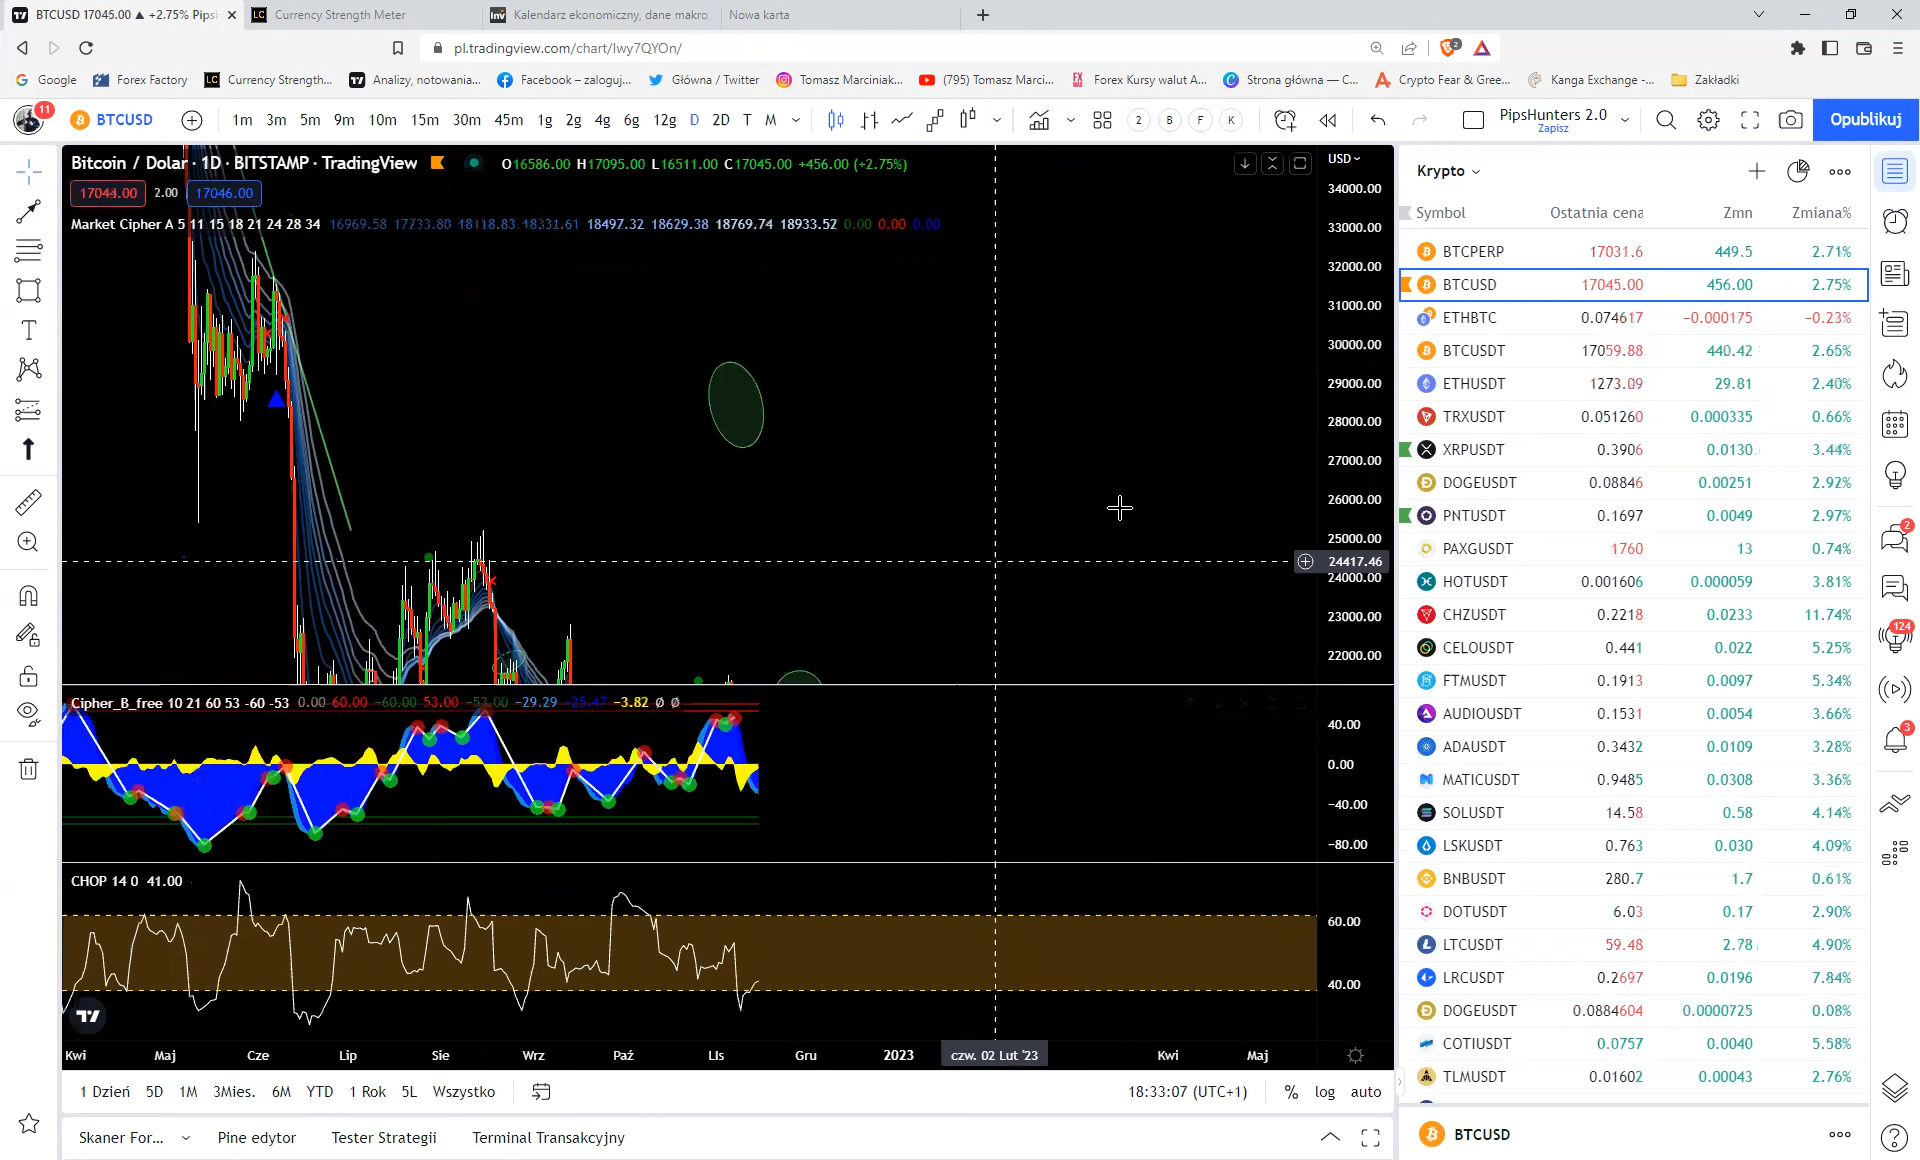 BTCUSD 17045.00 ▲ +2.75% Pips
Currency Strength Meter
Kalendarz ekonomiczny, dane makro,
Nowa karta
pl.tradingview.com/chart/Iwy7QYOn/
2
Google
Forex Factory
Currency Strength...
Analizy, notowania...
Facebook – zaloguj...
Główna / Twitter
Tomasz Marciniak...
(795) Tomasz Marci...
Forex Kursy walut A...
Strona główna — C...
Crypto Fear & Gree...
Kanga Exchange -...
Zakładki
11
BTCUSD
1m 3m 5m 9m 10m 15m 30m 45m 1g 2g 4g 6g 12g D 2D T M
2 B F K
PipsHunters 2.0
Zapisz
Opublikuj
Bitcoin / Dolar · 1D · BITSTAMP · TradingView
O16586.00 H17095.00 L16511.00 C17045.00 +456.00 (+2.75%)
17044.00 2.00 17046.00
Market Cipher A 5 11 15 18 21 24 28 34 16969.58 17733.80 18118.83 18331.61 18497.32 18629.38 18769.74 18933.52 0.00 0.00 0.00
USD
34000.00
33000.00
32000.00
31000.00
30000.00
29000.00
28000.00
27000.00
26000.00
25000.00
24417.46
24000.00
23000.00
22000.00
Cipher_B_free 10 21 60 53 -60 -53 0.00 60.00 −60.00 53.00 −53.00 −29.29 −25.47 −3.82 Ø Ø
40.00
0.00
−40.00
−80.00
CHOP 14 0 41.00
60.00
40.00
Kwi Maj Cze Lip Sie Wrz Paź Lis Gru 2023 czw. 02 Lut '23 Kwi Maj
1 Dzień 5D 1M 3Mies. 6M YTD 1 Rok 5L Wszystko
18:33:07 (UTC+1) % log auto
Skaner For... Pine edytor Tester Strategii Terminal Transakcyjny
Krypto
Symbol Ostatnia cena Zmn Zmiana%
BTCPERP 17031.6 449.5 2.71%
BTCUSD 17045.00 456.00 2.75%
ETHBTC 0.074617 −0.000175 −0.23%
BTCUSDT 17059.88 440.42 2.65%
ETHUSDT 1273.09 29.81 2.40%
TRXUSDT 0.051260 0.000335 0.66%
XRPUSDT 0.3906 0.0130 3.44%
DOGEUSDT 0.08846 0.00251 2.92%
PNTUSDT 0.1697 0.0049 2.97%
PAXGUSDT 1760 13 0.74%
HOTUSDT 0.001606 0.000059 3.81%
CHZUSDT 0.2218 0.0233 11.74%
CELOUSDT 0.441 0.022 5.25%
FTMUSDT 0.1913 0.0097 5.34%
AUDIOUSDT 0.1531 0.0054 3.66%
ADAUSDT 0.3432 0.0109 3.28%
MATICUSDT 0.9485 0.0308 3.36%
SOLUSDT 14.58 0.58 4.14%
LSKUSDT 0.763 0.030 4.09%
BNBUSDT 280.7 1.7 0.61%
DOTUSDT 6.03 0.17 2.90%
LTCUSDT 59.48 2.78 4.90%
LRCUSDT 0.2697 0.0196 7.84%
DOGEUSDT 0.0884604 0.0000725 0.08%
COTIUSDT 0.0757 0.0040 5.58%
TLMUSDT 0.01602 0.00043 2.76%
BTCUSD
2
124
3